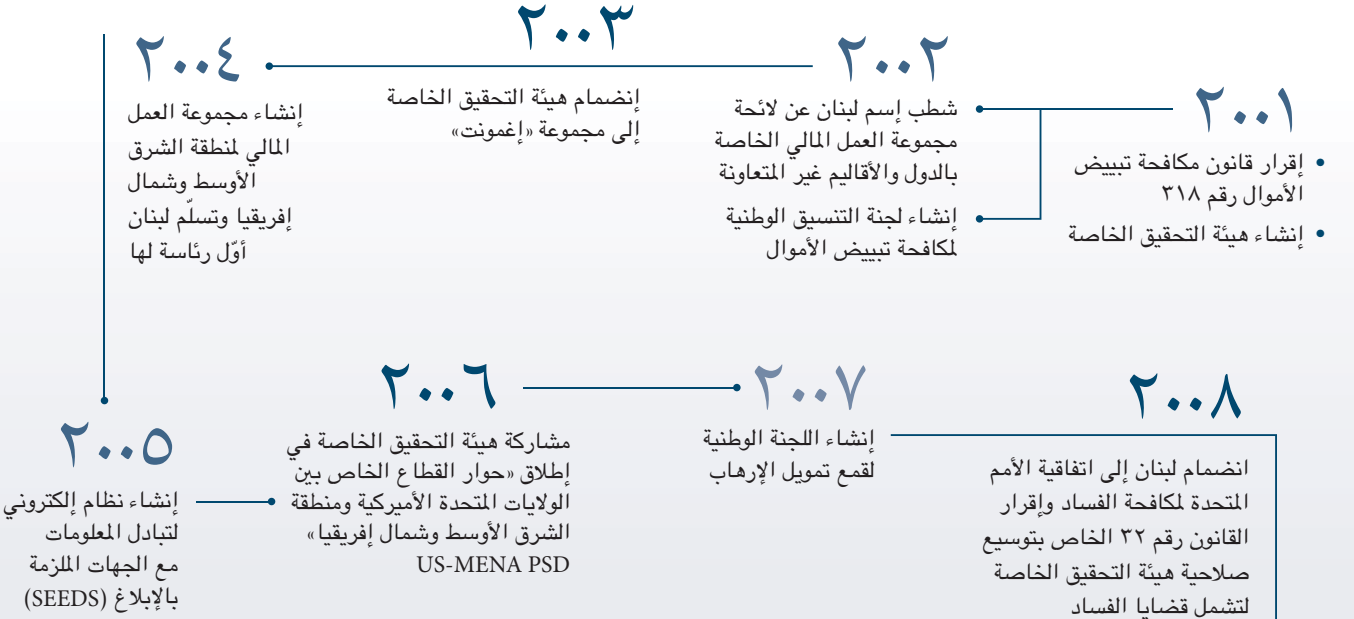 ٢٠٠١
• إقرار قانون مكافحة تبييض
الأموال رقم ٣١٨
• إنشاء هيئة التحقيق الخاصة
٢٠٠٢
شطب إسم لبنان عن لائحة
مجموعة العمل المالي الخاصة
بالدول والأقاليم غير المتعاونة
إنشاء لجنة التنسيق الوطنية
لمكافحة تبييض الأموال
٢٠٠٣
إنضمام هيئة التحقيق الخاصة
إلى مجموعة «إغمونت»
٢٠٠٤
إنشاء مجموعة العمل
المالي لمنطقة الشرق
الأوسط وشمال
إفريقيا وتسلّم لبنان
أوّل رئاسة لها
٢٠٠٥
إنشاء نظام إلكتروني
لتبادل المعلومات
مع الجهات الملزمة
بالإبلاغ (SEEDS)
٢٠٠٦
مشاركة هيئة التحقيق الخاصة في
إطلاق «حوار القطاع الخاص بين
الولايات المتحدة الأميركية ومنطقة
الشرق الأوسط وشمال إفريقيا»
US-MENA PSD
٢٠٠٧
إنشاء اللجنة الوطنية
لقمع تمويل الإرهاب
٢٠٠٨
انضمام لبنان إلى اتفاقية الأمم
المتحدة لمكافحة الفساد وإقرار
القانون رقم ٣٢ الخاص بتوسيع
صلاحية هيئة التحقيق الخاصة
لتشمل قضايا الفساد